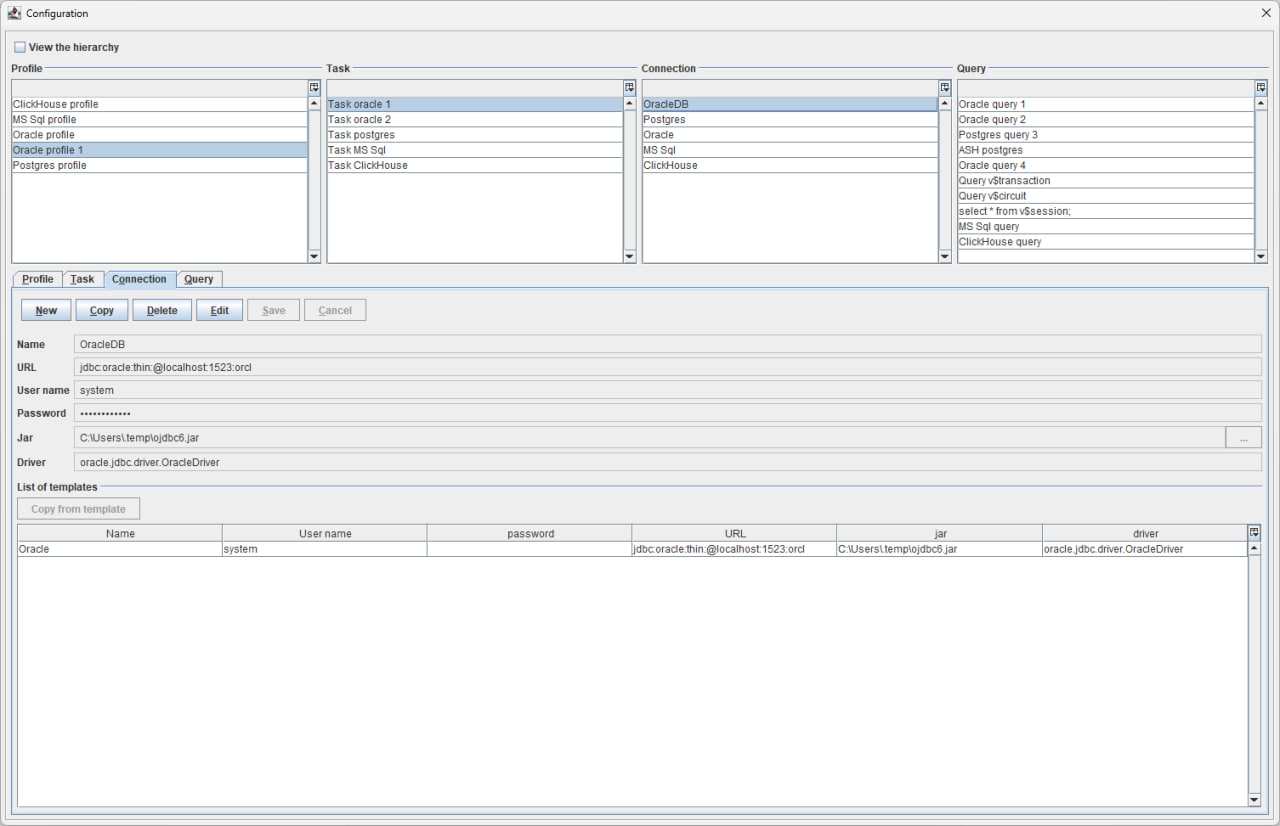 Configuration
View the hierarchy
Profile Task Connection Query
ClickHouse profile Task oracle 1 OracleDB Oracle query 1
MS Sql profile Task oracle 2 Postgres Oracle query 2
Oracle profile Task postgres Oracle Postgres query 3
Oracle profile 1 Task MS Sql MS Sql ASH postgres
Postgres profile Task ClickHouse ClickHouse Oracle query 4
Query v$transaction
Query v$circuit
select * from v$session;
MS Sql query
ClickHouse query
Profile Task Connection Query
New Copy Delete Edit Save Cancel
Name OracleDB
URL jdbc:oracle:thin:@localhost:1523:orcl
User name system
Password ••••••••••••
Jar C:\Users\.temp\ojdbc6.jar ...
Driver oracle.jdbc.driver.OracleDriver
List of templates
Copy from template
Name User name password URL jar driver
Oracle system jdbc:oracle:thin:@localhost:1523:orcl C:\Users\.temp\ojdbc6.jar oracle.jdbc.driver.OracleDriver